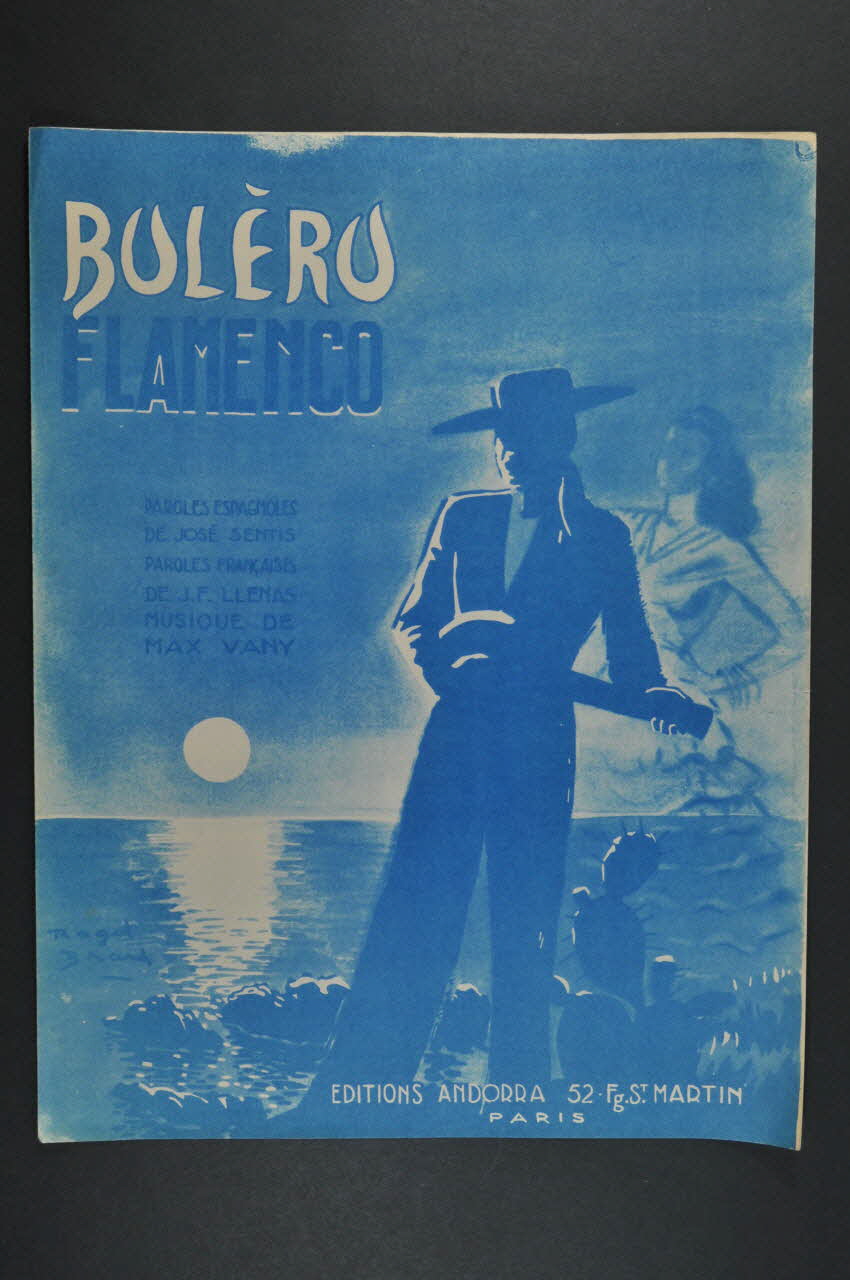 BOLÈRO
FLAMENCO
PAROLES ESPAGNOLES
DE JOSÉ SENTIS
PAROLES FRANÇAISES
DE J.F. LLENAS
MUSIQUE DE
MAX VANY
Roger
EDITIONS ANDORRA 52·Fg.ST MARTIN
PARIS